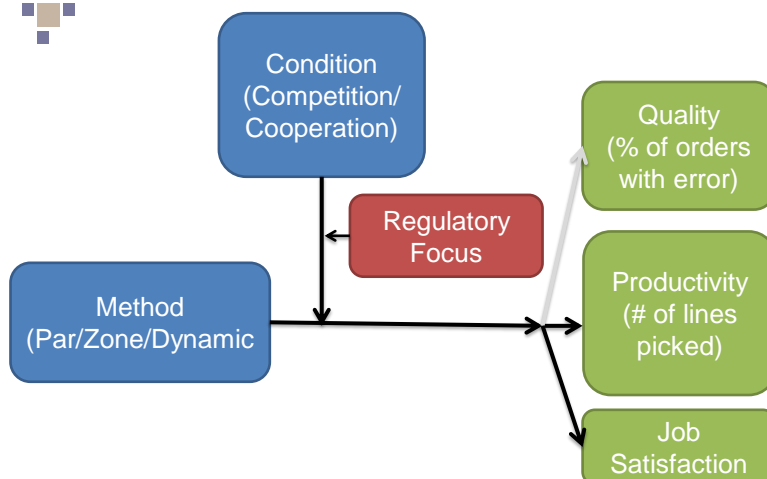 Condition
(Competition/
Cooperation)
Quality
(% of orders
with error)
Regulatory
Focus
Method
(Par/Zone/Dynamic
Productivity
(# of lines
picked)
Job
Satisfaction